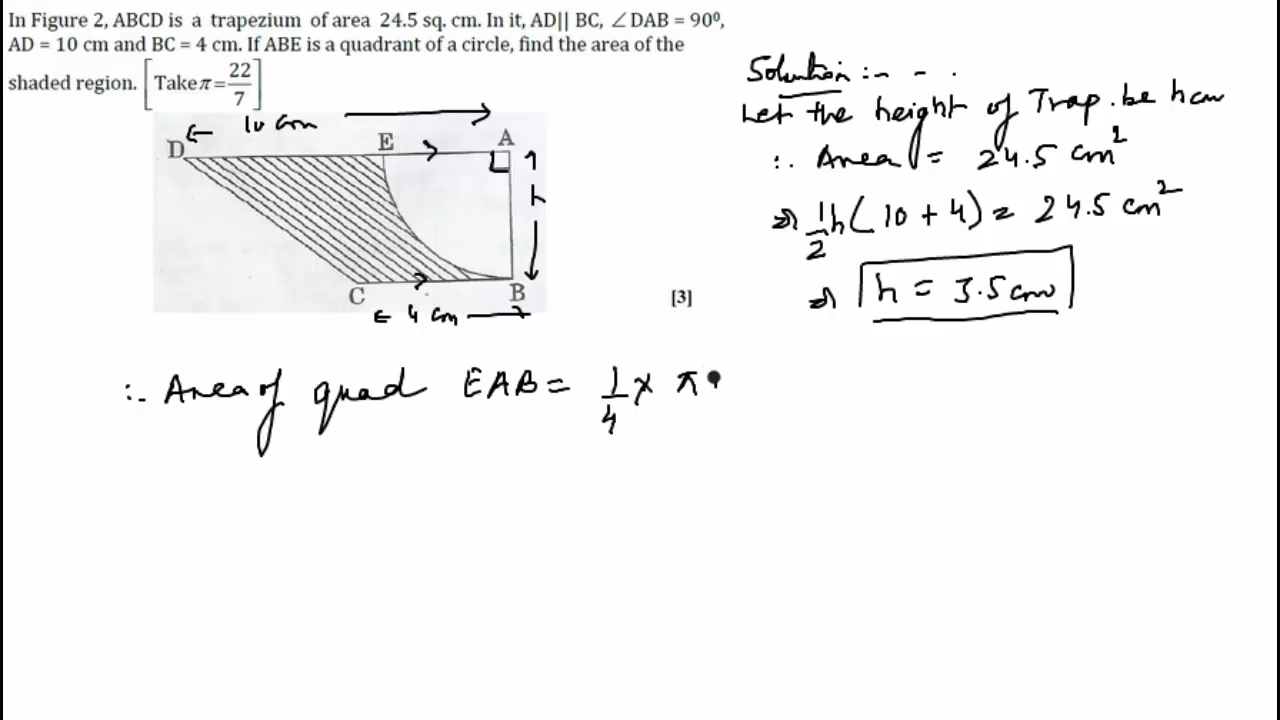 In Figure 2, ABCD is a trapezium of area 24.5 sq. cm. In it, AD|| BC, ∠DAB = 90⁰,
AD = 10 cm and BC = 4 cm. If ABE is a quadrant of a circle, find the area of the
shaded region. [Take π = 22/7]
10 cm
D E A
h
C B
4 cm
[3]
Solution :- - .
Let the height of Trap. be h cm
∴ Area = 24.5 cm²
⇒ 1/2 h ( 10 + 4 ) = 24.5 cm²
⇒ h = 3.5 cm
∴ Area of quad EAB = 1/4 × π